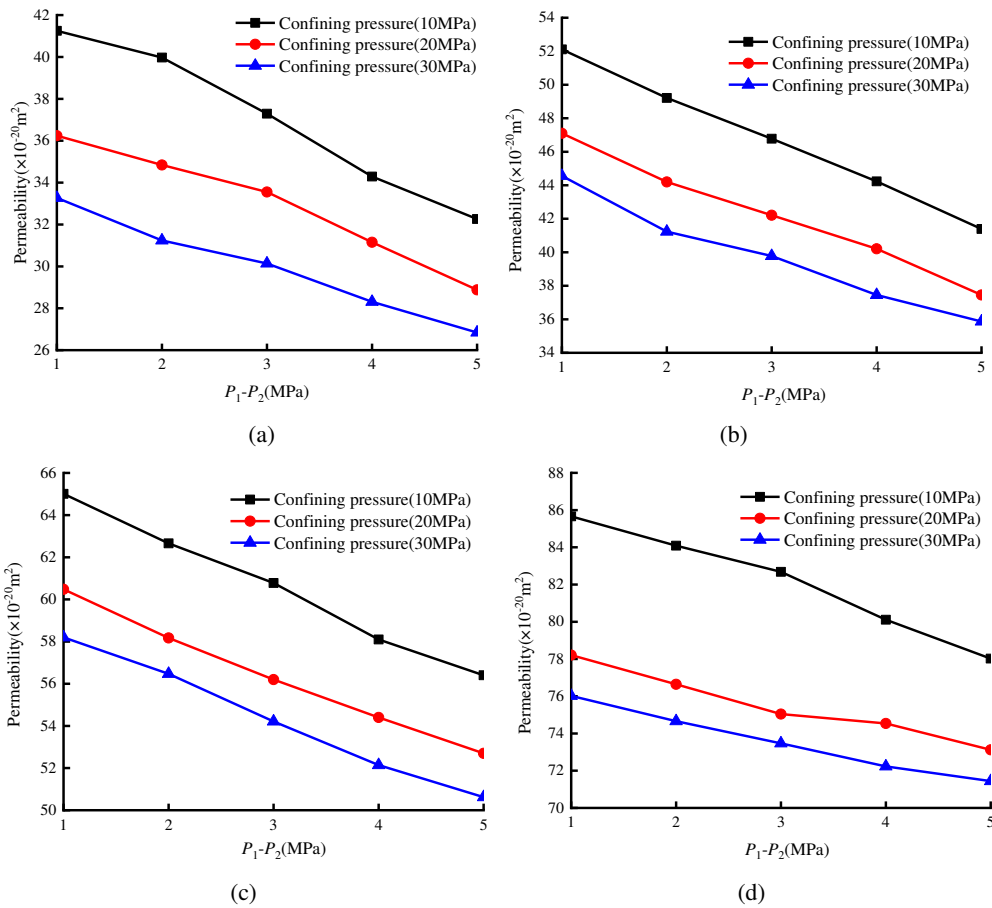 42
40
38
36
34
32
30
28
26
Permeability(×10⁻²⁰m²)
Confining pressure(10MPa)
Confining pressure(20MPa)
Confining pressure(30MPa)
1 2 3 4 5
P₁-P₂(MPa)
(a)
54
52
50
48
46
44
42
40
38
36
34
Permeability(×10⁻²⁰m²)
Confining pressure(10MPa)
Confining pressure(20MPa)
Confining pressure(30MPa)
1 2 3 4 5
P₁-P₂(MPa)
(b)
66
64
62
60
58
56
54
52
50
Permeability(×10⁻²⁰m²)
Confining pressure(10MPa)
Confining pressure(20MPa)
Confining pressure(30MPa)
1 2 3 4 5
P₁-P₂(MPa)
(c)
88
86
84
82
80
78
76
74
72
70
Permeability(×10⁻²⁰m²)
Confining pressure(10MPa)
Confining pressure(20MPa)
Confining pressure(30MPa)
1 2 3 4 5
P₁-P₂(MPa)
(d)